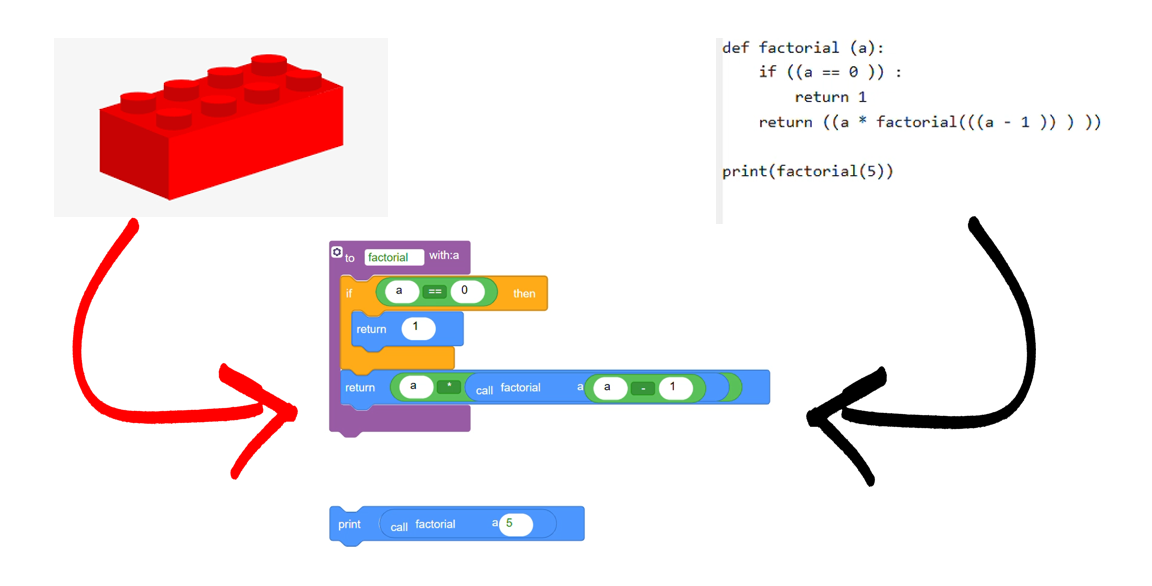 def factorial (a):
if ((a == 0 )) :
return 1
return ((a * factorial(((a - 1 )) ) ))
print(factorial(5))
to factorial with:a
if a == 0 then
return 1
return a * call factorial a a - 1
print call factorial a 5